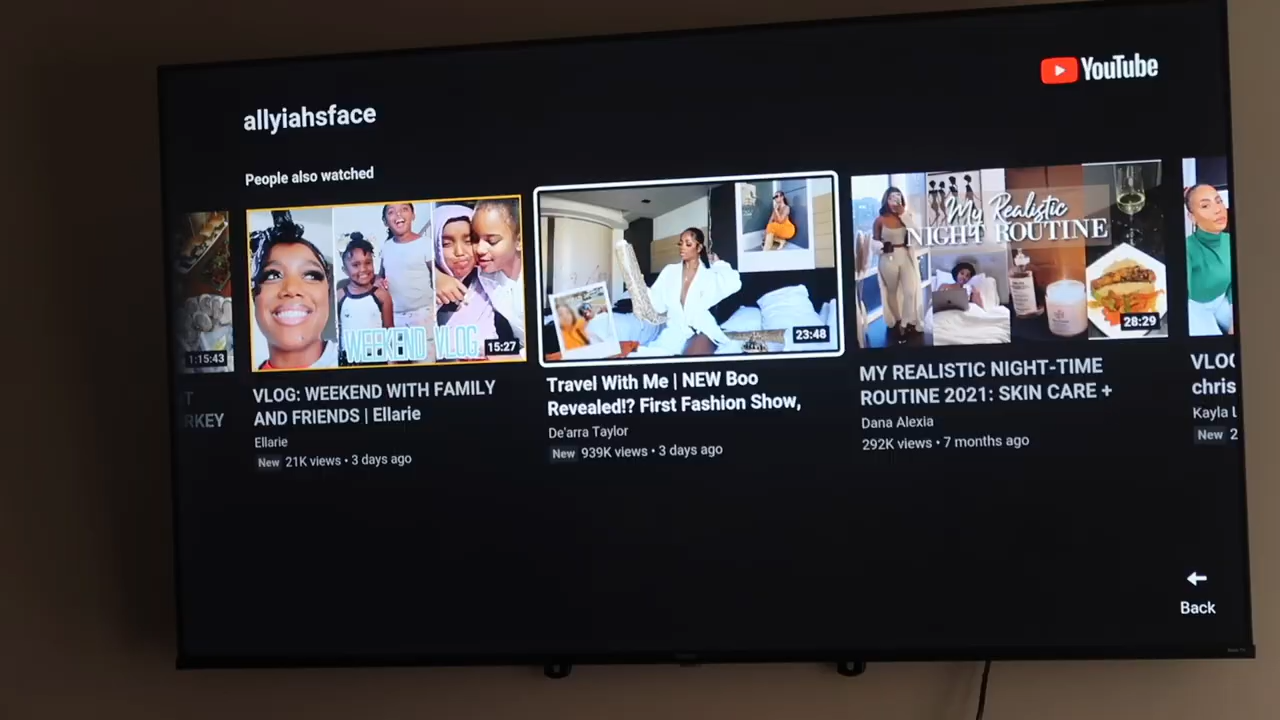 YouTube
allyiahsface
People also watched
My Realistic
NIGHT ROUTINE
WEEKEND VLOG
1:15:43
15:27
23:48
28:29
RKEY
VLOG: WEEKEND WITH FAMILY
AND FRIENDS | Ellarie
Ellarie
New 21K views • 3 days ago
Travel With Me | NEW Boo
Revealed!? First Fashion Show,
De'arra Taylor
New 939K views • 3 days ago
MY REALISTIC NIGHT-TIME
ROUTINE 2021: SKIN CARE +
Dana Alexia
292K views • 7 months ago
VLO
chris
Kayla L
New 2
Back